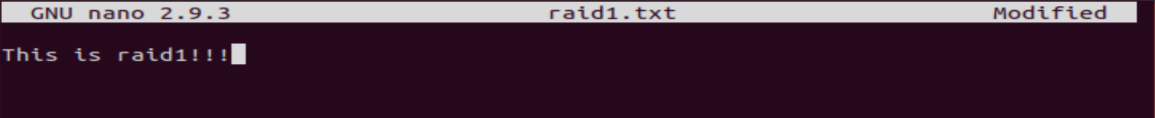 GNU nano 2.9.3 raid1.txt Modified
This is raid1!!!